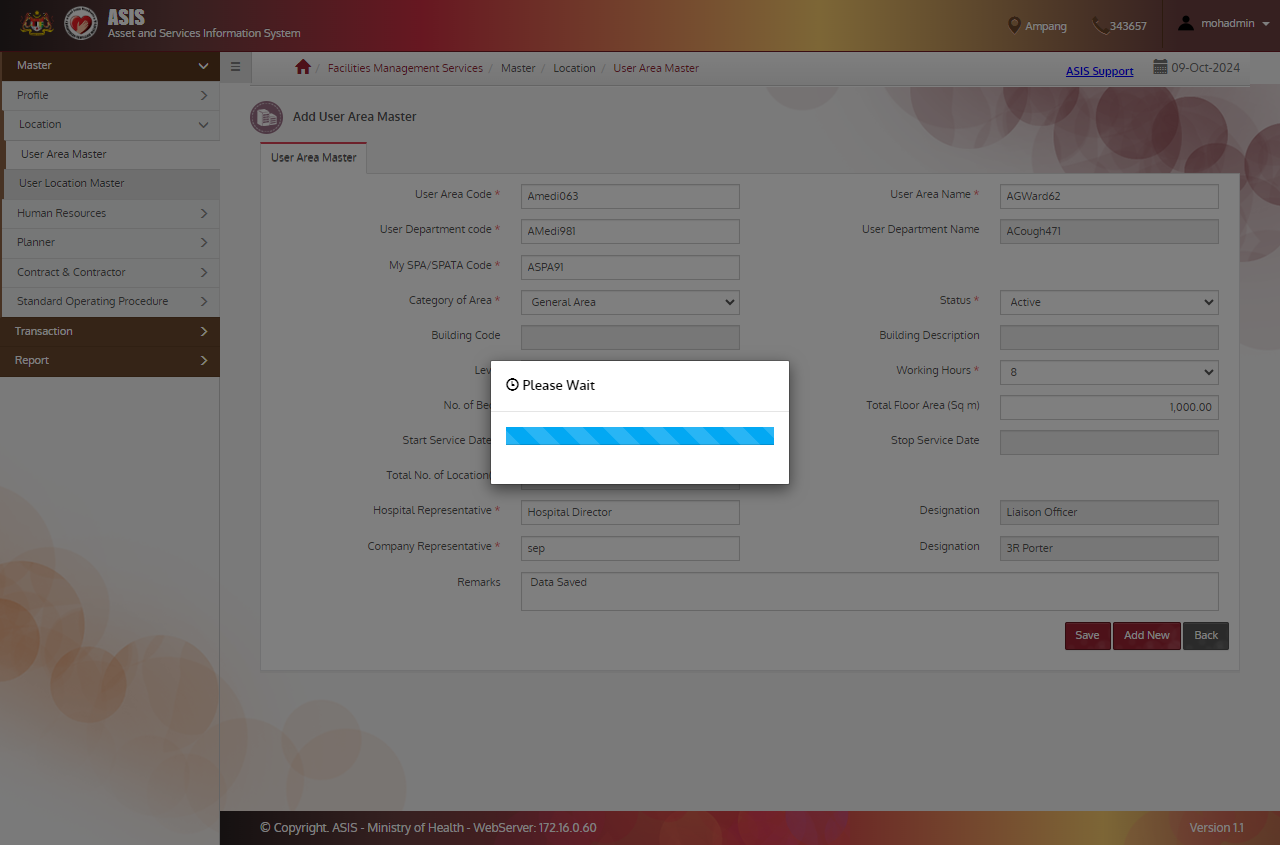 ASIS
Asset and Services Information System
Ampang
343657
mohadmin
Master
Profile
Location
User Area Master
User Location Master
Human Resources
Planner
Contract & Contractor
Standard Operating Procedure
Transaction
Report
/ Facilities Management Services / Master / Location / User Area Master
ASIS Support
09-Oct-2024
Add User Area Master
User Area Master
User Area Code * Amedi063
User Area Name * AGWard62
User Department code * AMedi981
User Department Name ACough471
My SPA/SPATA Code * ASPA91
Category of Area * General Area
Status * Active
Building Code
Building Description
Working Hours * 8
No. of
Total Floor Area (Sq m) 1,000.00
Start Service Date
Stop Service Date
Total No. of Location
Hospital Representative * Hospital Director
Designation Liaison Officer
Company Representative * sep
Designation 3R Porter
Remarks Data Saved
Save Add New Back
Please Wait
© Copyright. ASIS - Ministry of Health - WebServer: 172.16.0.60
Version 1.1